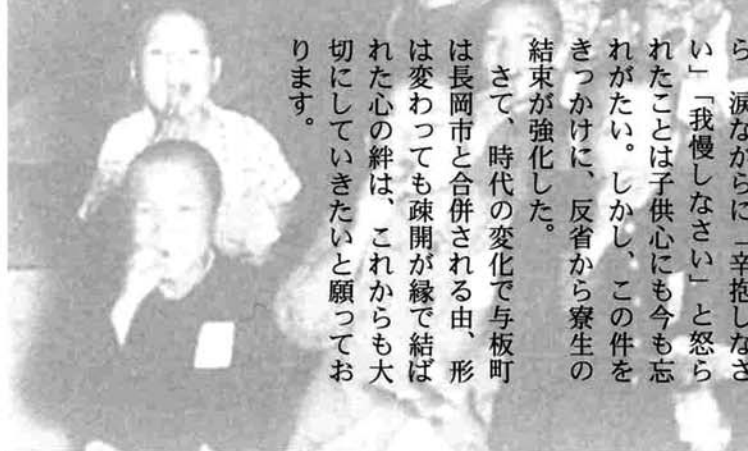 ら、涙ながらに「辛抱しなさ
い」「我慢しなさい」と怒ら
れたことは子供心にも今も忘
れがたい。しかし、この件を
きっかけに、反省から寮生の
結束が強化した。
　さて、時代の変化で与板町
は長岡市と合併される由、形
は変わっても疎開が縁で結ば
れた心の絆は、これからも大
切にしていきたいと願ってお
ります。